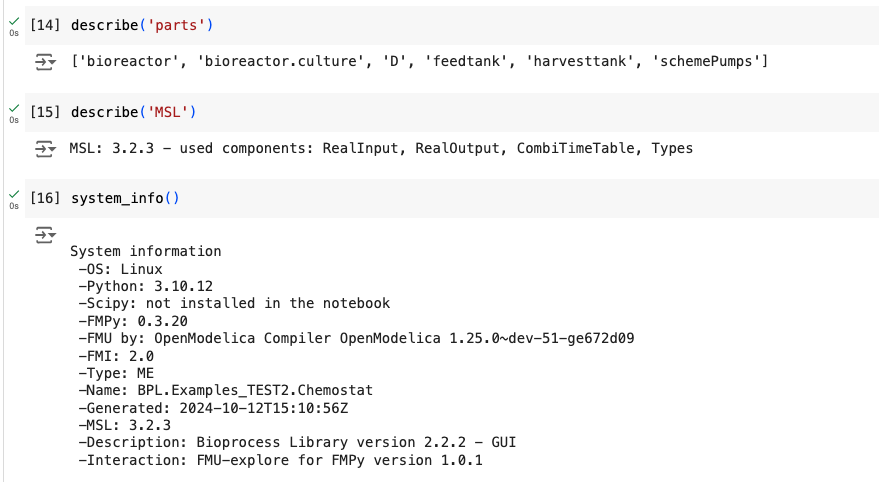 [14] describe('parts')
0s
['bioreactor', 'bioreactor.culture', 'D', 'feedtank', 'harvesttank', 'schemePumps']
[15] describe('MSL')
0s
MSL: 3.2.3 – used components: RealInput, RealOutput, CombiTimeTable, Types
[16] system_info()
0s
System information
-OS: Linux
-Python: 3.10.12
-Scipy: not installed in the notebook
-FMPy: 0.3.20
-FMU by: OpenModelica Compiler OpenModelica 1.25.0~dev-51-ge672d09
-FMI: 2.0
-Type: ME
-Name: BPL.Examples_TEST2.Chemostat
-Generated: 2024-10-12T15:10:56Z
-MSL: 3.2.3
-Description: Bioprocess Library version 2.2.2 - GUI
-Interaction: FMU-explore for FMPy version 1.0.1